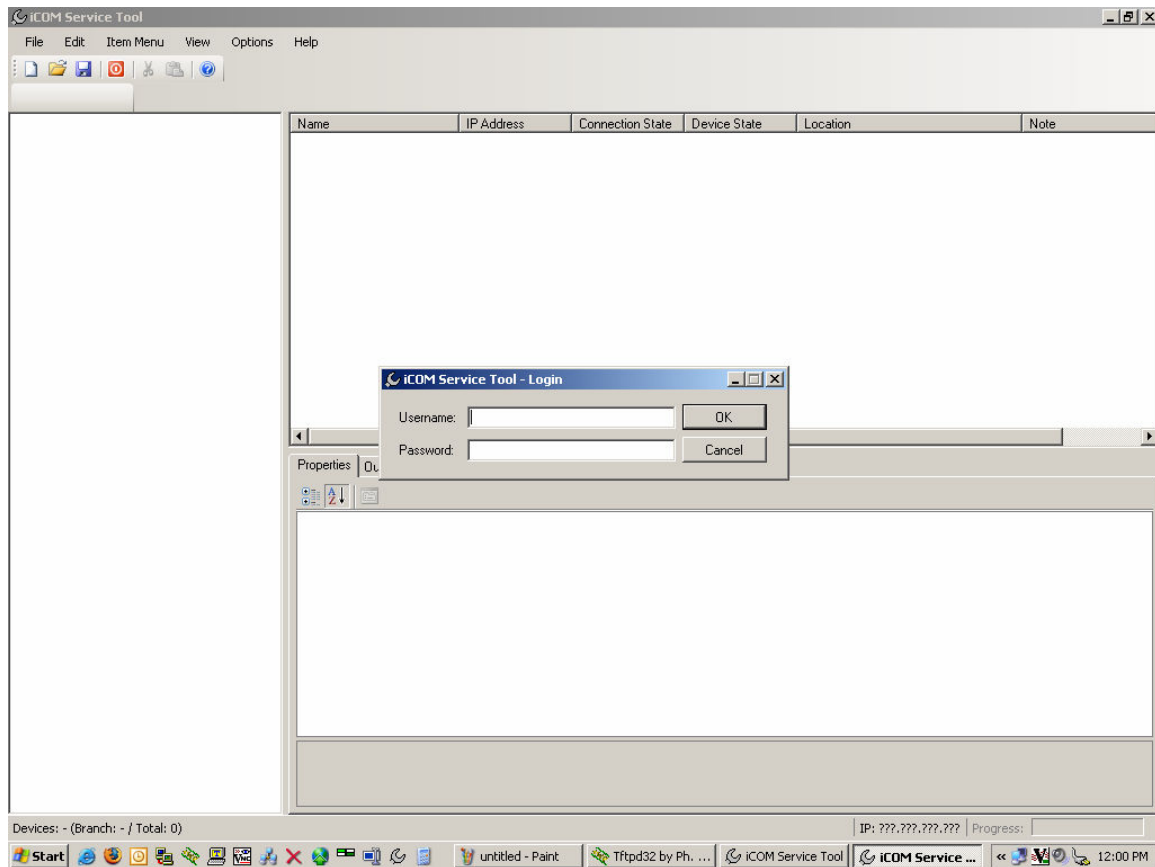 iCOM Service Tool
File Edit Item Menu View Options Help
Name IP Address Connection State Device State Location Note
iCOM Service Tool - Login
Username: OK
Password: Cancel
Properties Ou
Devices: - (Branch: - / Total: 0) IP: ???.???.???.??? Progress:
Start untitled - Paint Tftpd32 by Ph. ... iCOM Service Tool iCOM Service ... 12:00 PM